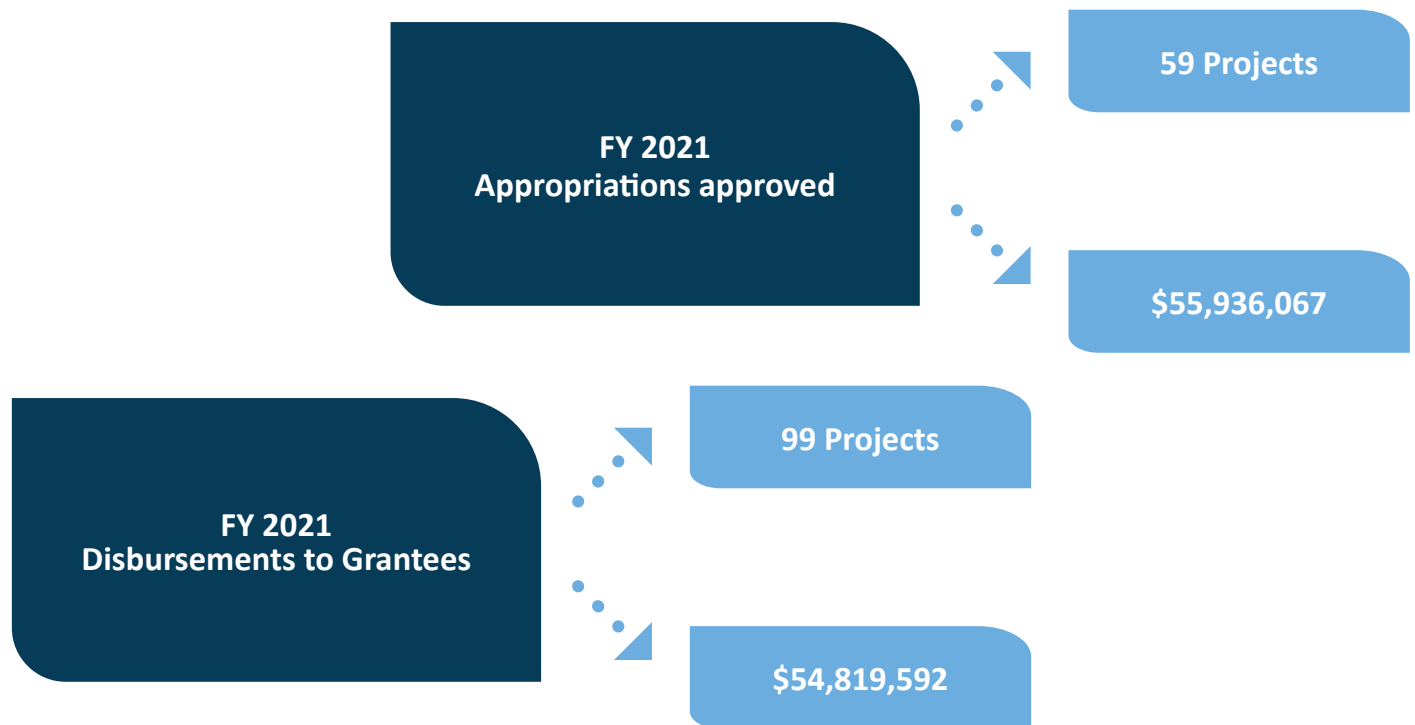 FY 2021
Appropriations approved
59 Projects
$55,936,067
FY 2021
Disbursements to Grantees
99 Projects
$54,819,592